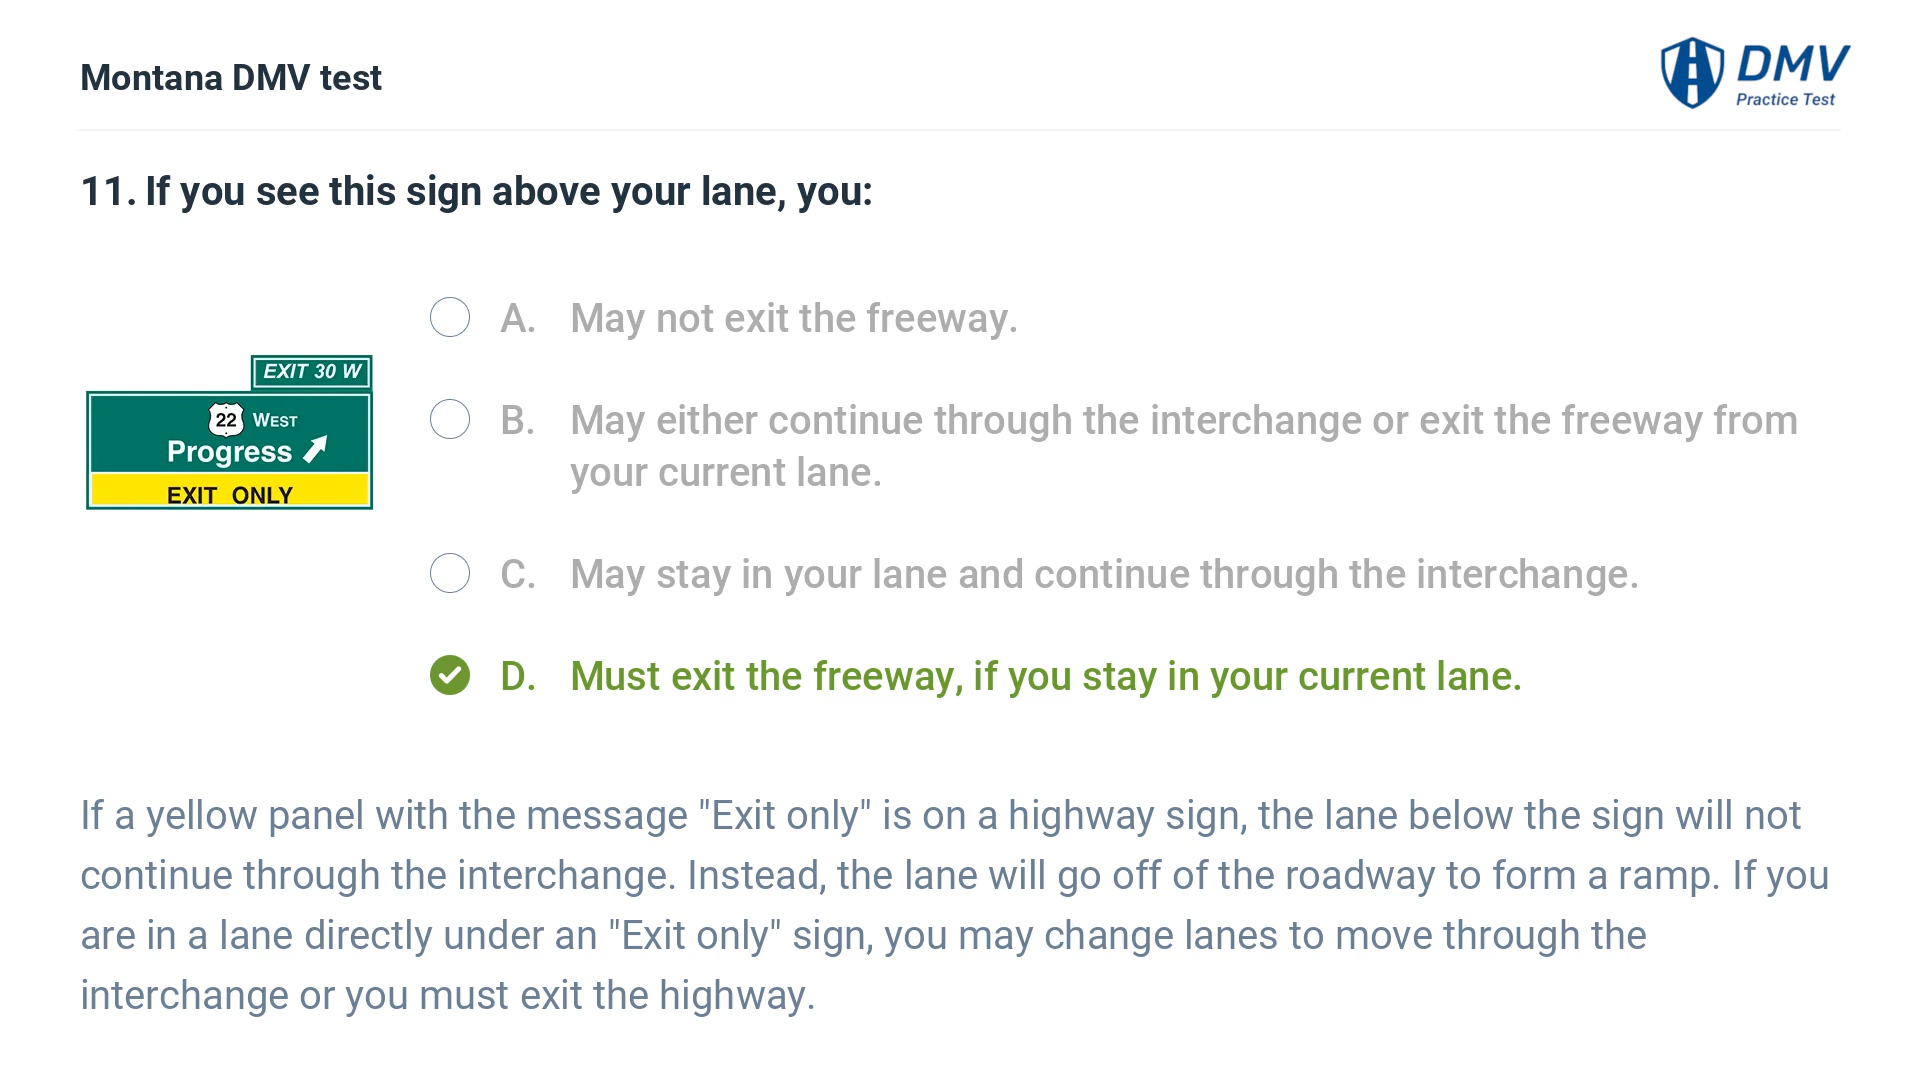 Montana DMV test
DMV
Practice Test
11. If you see this sign above your lane, you:
A. May not exit the freeway.
B. May either continue through the interchange or exit the freeway from
your current lane.
C. May stay in your lane and continue through the interchange.
D. Must exit the freeway, if you stay in your current lane.
EXIT 30 W
22 WEST
Progress
EXIT ONLY
If a yellow panel with the message "Exit only" is on a highway sign, the lane below the sign will not
continue through the interchange. Instead, the lane will go off of the roadway to form a ramp. If you
are in a lane directly under an "Exit only" sign, you may change lanes to move through the
interchange or you must exit the highway.